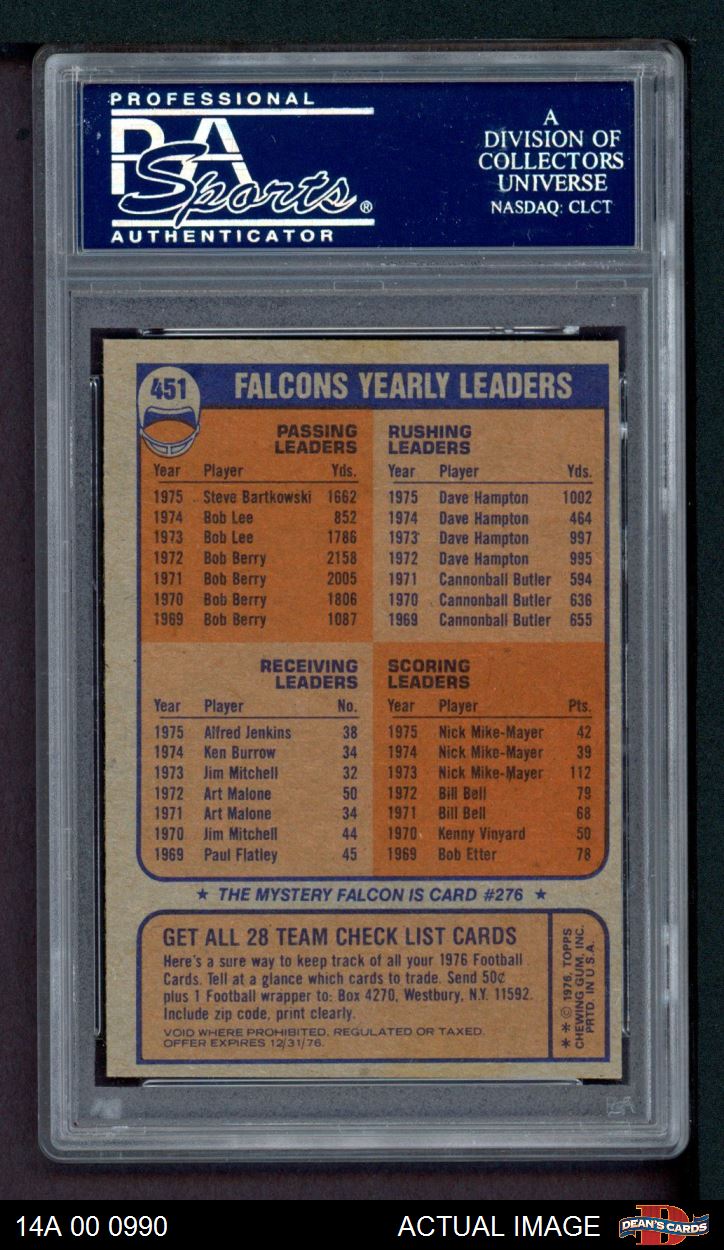 PROFESSIONAL
PSA
Sports®
AUTHENTICATOR
A
DIVISION OF
COLLECTORS
UNIVERSE
NASDAQ: CLCT
451 FALCONS YEARLY LEADERS
PASSING
LEADERS
Year Player Yds.
1975 Steve Bartkowski 1662
1974 Bob Lee 852
1973 Bob Lee 1786
1972 Bob Berry 2158
1971 Bob Berry 2005
1970 Bob Berry 1806
1969 Bob Berry 1087
RUSHING
LEADERS
Year Player Yds.
1975 Dave Hampton 1002
1974 Dave Hampton 464
1973 Dave Hampton 997
1972 Dave Hampton 995
1971 Cannonball Butler 594
1970 Cannonball Butler 636
1969 Cannonball Butler 655
RECEIVING
LEADERS
Year Player No.
1975 Alfred Jenkins 38
1974 Ken Burrow 34
1973 Jim Mitchell 32
1972 Art Malone 50
1971 Art Malone 34
1970 Jim Mitchell 44
1969 Paul Flatley 45
SCORING
LEADERS
Year Player Pts.
1975 Nick Mike-Mayer 42
1974 Nick Mike-Mayer 39
1973 Nick Mike-Mayer 112
1972 Bill Bell 79
1971 Bill Bell 68
1970 Kenny Vinyard 50
1969 Bob Etter 78
★ THE MYSTERY FALCON IS CARD #276 ★
GET ALL 28 TEAM CHECK LIST CARDS
Here's a sure way to keep track of all your 1976 Football
Cards. Tell at a glance which cards to trade. Send 50¢
plus 1 Football wrapper to: Box 4270, Westbury, N.Y. 11592.
Include zip code, print clearly.
VOID WHERE PROHIBITED, REGULATED OR TAXED.
OFFER EXPIRES 12/31/76.
★ ★ © 1976, TOPPS
CHEWING GUM, INC.
PRTD. IN U.S.A.
PSA
14A 00 0990
ACTUAL IMAGE
DEAN'S CARDS